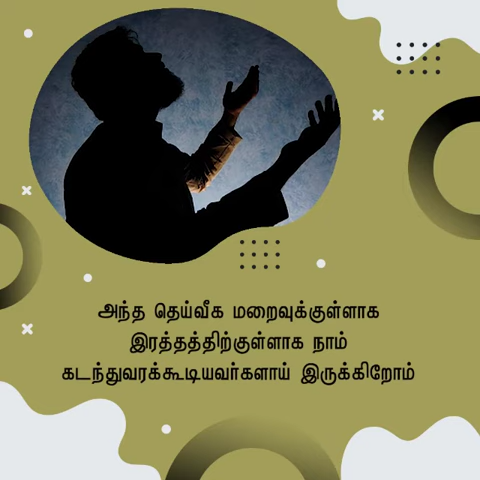 அந்த தெய்வீக மறைவுக்குள்ளாக
இரத்தத்திற்குள்ளாக நாம்
கடந்துவரக்கூடியவர்களாய் இருக்கிறோம்